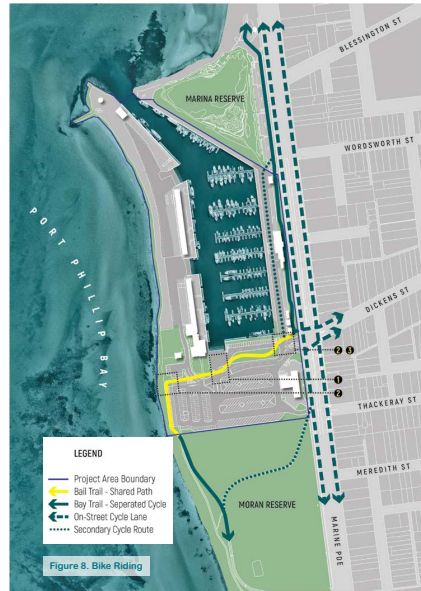 BLESSINGTON ST
MARINA RESERVE
WORDSWORTH ST
PORT PHILLIP BAY
DICKENS ST
2 3
1
2
THACKERAY ST
MEREDITH ST
MORAN RESERVE
MARINE PDE
LEGEND
Project Area Boundary
Bail Trail - Shared Path
Bay Trail - Seperated Cycle
On-Street Cycle Lane
Secondary Cycle Route
Figure 8. Bike Riding